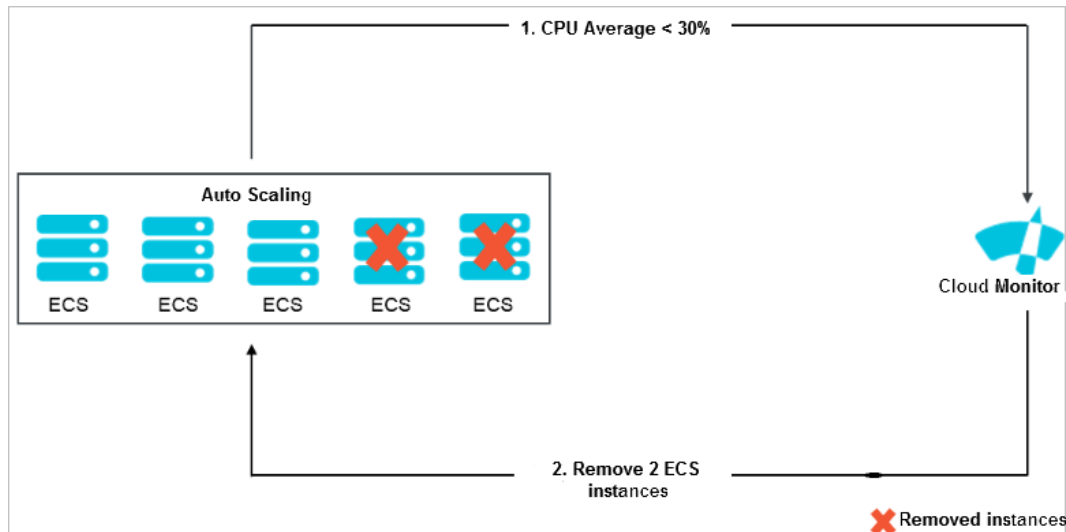 1. CPU Average < 30%
Auto Scaling
ECS ECS ECS ECS ECS
Cloud Monitor
2. Remove 2 ECS
instances
Removed instances